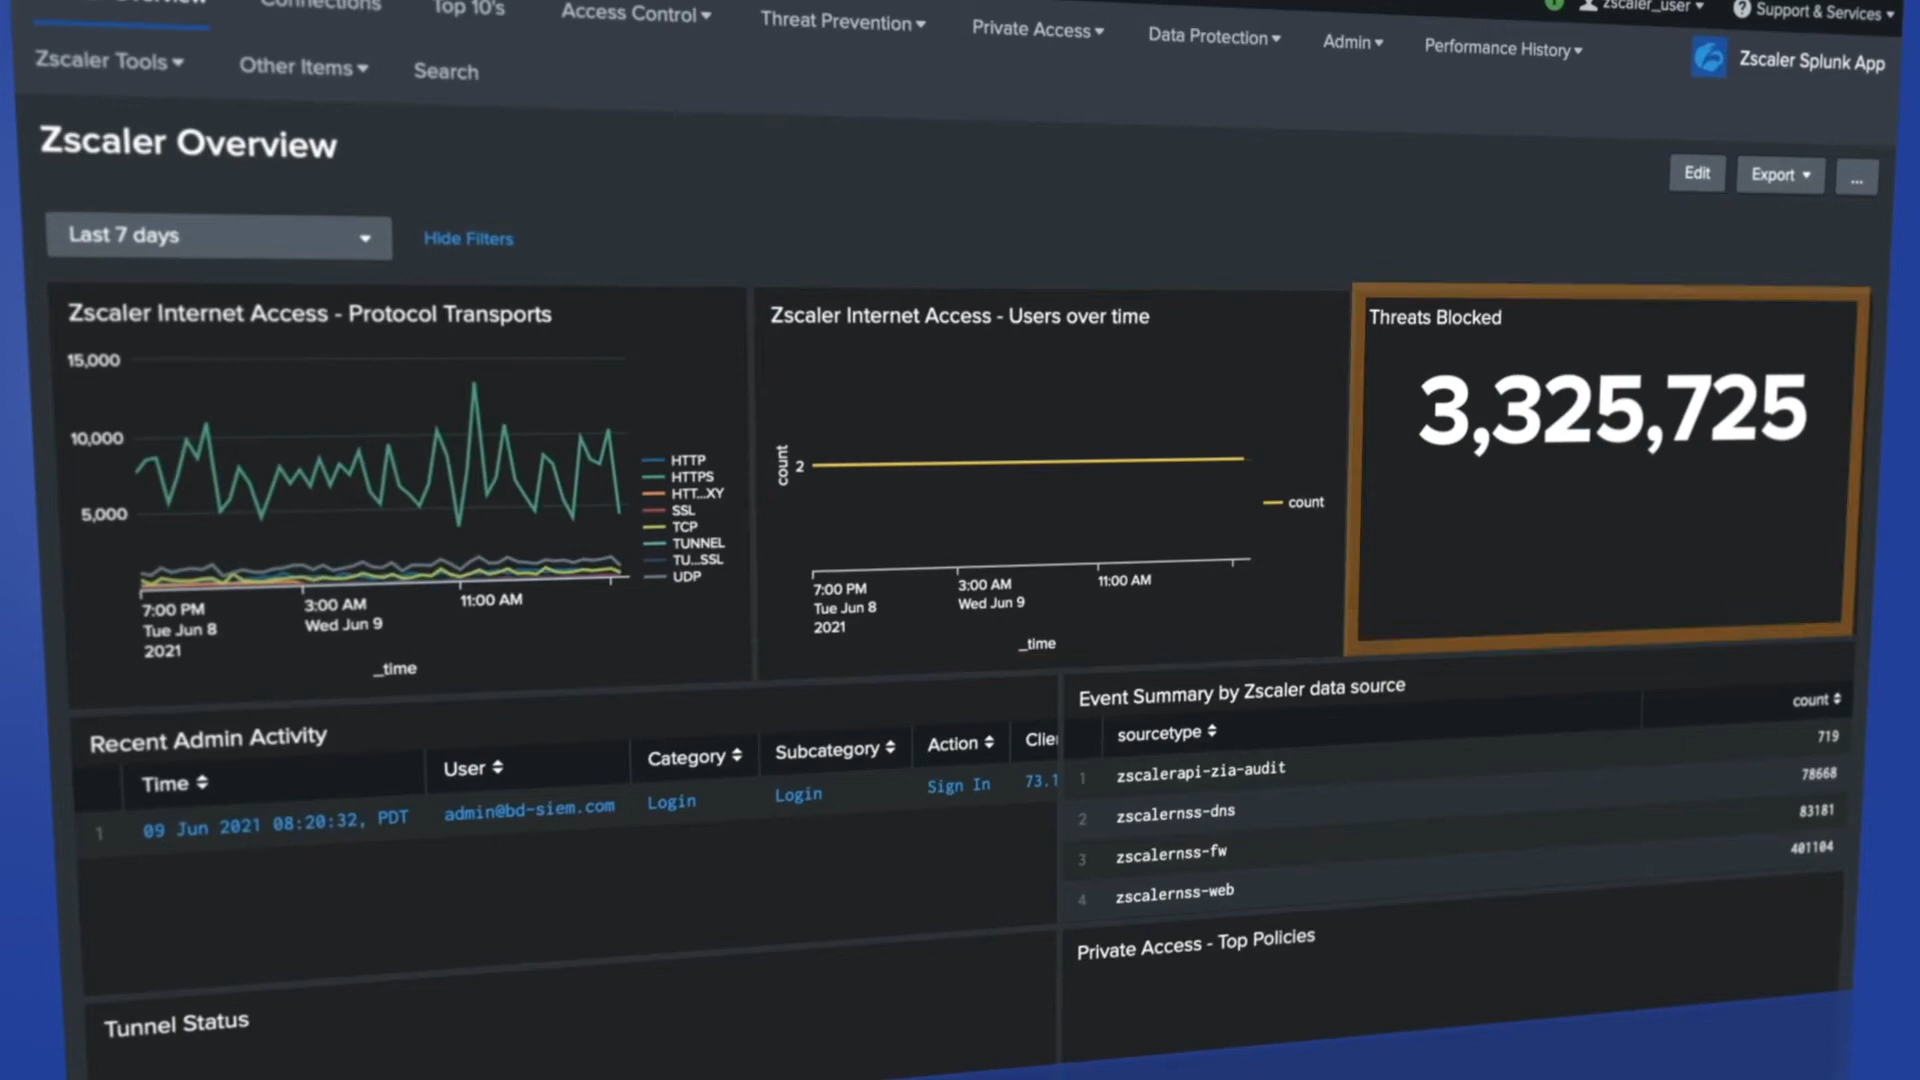 Connections
Top 10's
Access Control
Threat Prevention
Private Access
Data Protection
Admin
Performance History
zscaler_user
Support & Services
Zscaler Splunk App
Zscaler Tools
Other Items
Search
Zscaler Overview
Edit
Export
...
Last 7 days
Hide Filters
Zscaler Internet Access - Protocol Transports
15,000
10,000
5,000
HTTP
HTTPS
HTT...XY
SSL
TCP
TUNNEL
TU...SSL
UDP
7:00 PM
Tue Jun 8
2021
3:00 AM
Wed Jun 9
11:00 AM
_time
Zscaler Internet Access - Users over time
count
2
count
7:00 PM
Tue Jun 8
2021
3:00 AM
Wed Jun 9
11:00 AM
_time
Threats Blocked
3,325,725
Recent Admin Activity
Time User Category Subcategory Action
1 09 Jun 2021 08:20:32, PDT admin@bd-siem.com Login Login Sign In 73.1
Event Summary by Zscaler data source
sourcetype count
1 zscalerapi-zia-audit 719
2 zscalernss-dns 78668
3 zscalernss-fw 83181
4 zscalernss-web 401104
Private Access - Top Policies
Tunnel Status